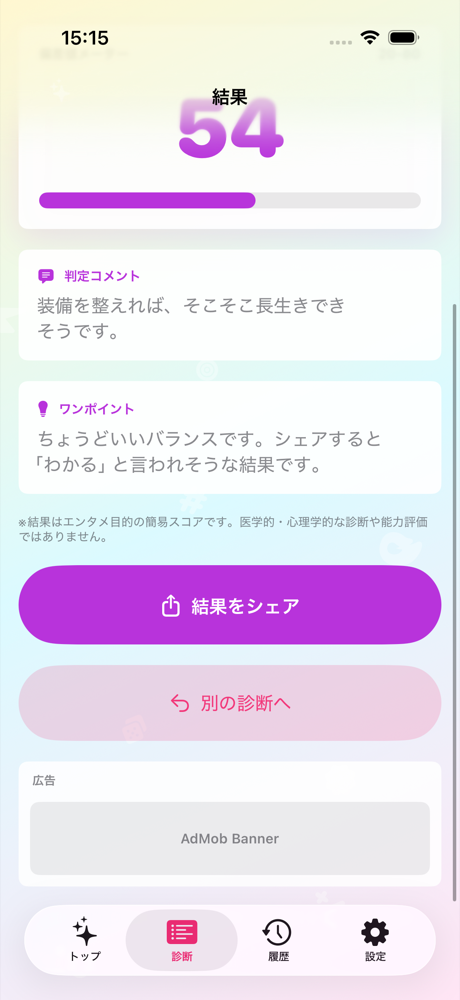 15:15
結果
54
判定コメント
装備を整えれば、そこそこ長生きでき
そうです。
ワンポイント
ちょうどいいバランスです。シェアすると
「わかる」と言われそうな結果です。
※結果はエンタメ目的の簡易スコアです。医学的・心理学的な診断や能力評価
ではありません。
結果をシェア
別の診断へ
広告
AdMob Banner
トップ
診断
履歴
設定